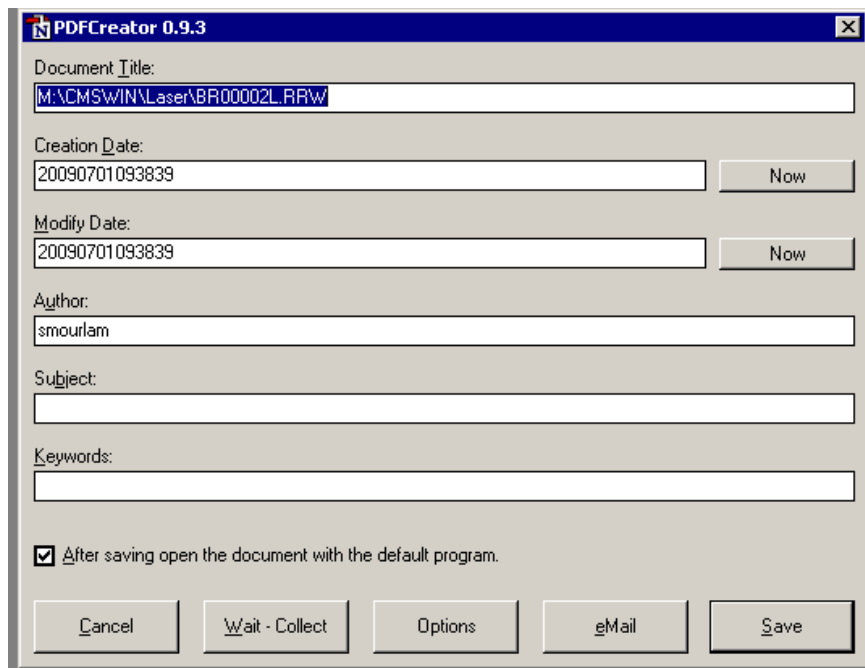 PDFCreator 0.9.3
Document Title:
M:\CMSWIN\Laser\BR00002L.RRW
Creation Date:
20090701093839
Now
Modify Date:
20090701093839
Now
Author:
smourlam
Subject:
Keywords:
After saving open the document with the default program.
Cancel
Wait - Collect
Options
eMail
Save